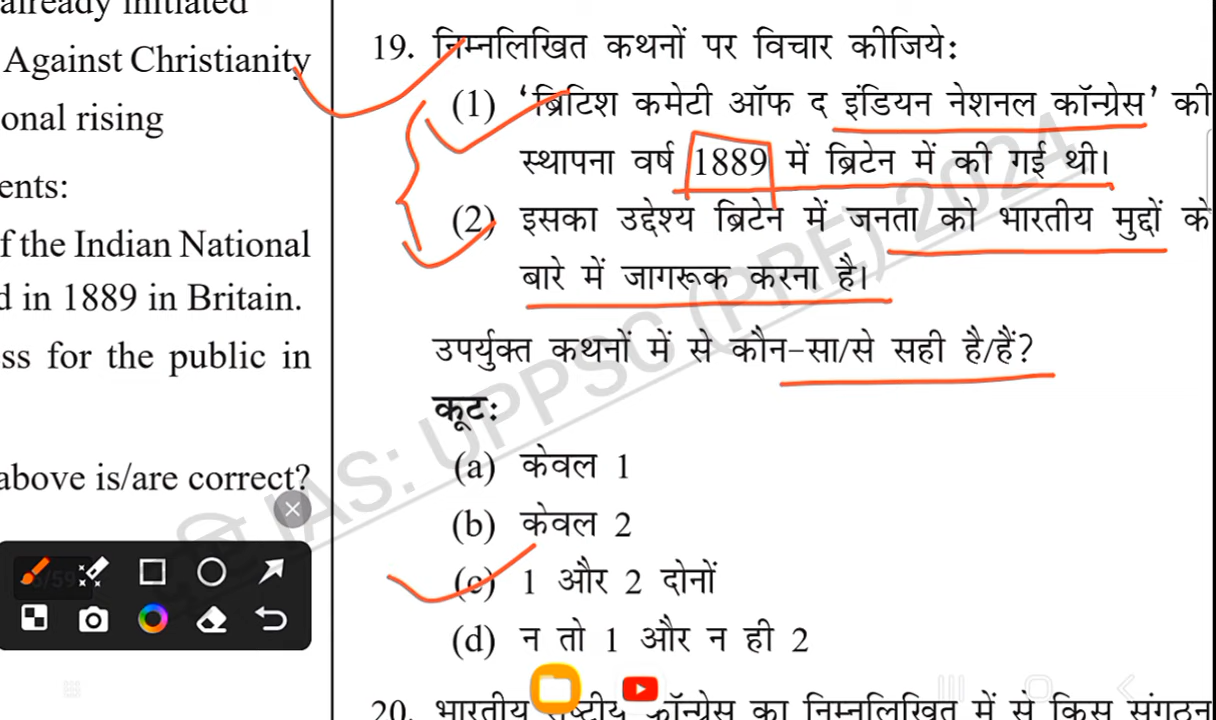 already initiated
Against Christianity
onal rising
ents:
f the Indian National
d in 1889 in Britain.
ss for the public in
above is/are correct?
19. निम्नलिखित कथनों पर विचार कीजिये:
(1) 'ब्रिटिश कमेटी ऑफ द इंडियन नेशनल कॉन्ग्रेस' की
स्थापना वर्ष 1889 में ब्रिटेन में की गई थी।
(2) इसका उद्देश्य ब्रिटेन में जनता को भारतीय मुद्दों के
बारे में जागरूक करना है।
उपर्युक्त कथनों में से कौन-सा/से सही है/हैं?
कूट:
(a) केवल 1
(b) केवल 2
(c) 1 और 2 दोनों
(d) न तो 1 और न ही 2
20. भारतीय राष्ट्रीय कॉन्ग्रेस का निम्नलिखित में से किस संगठन
IAS: UPPSC (PRE) 2024